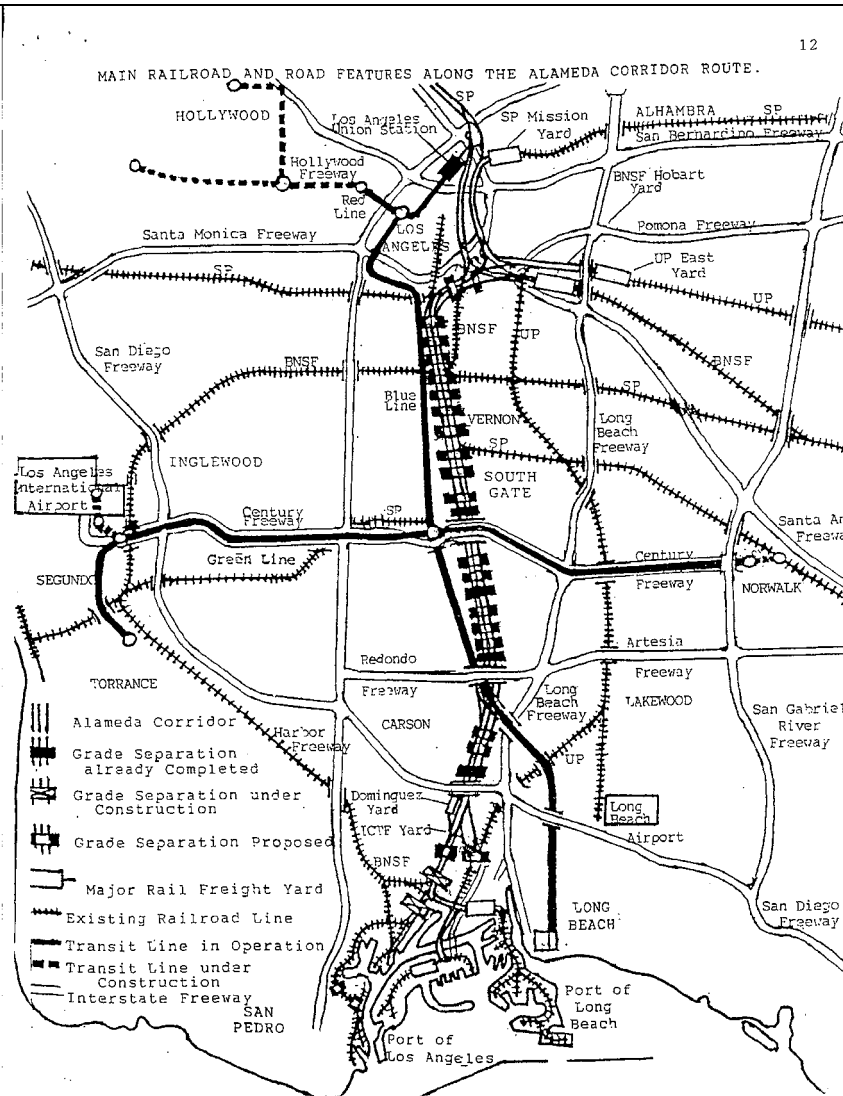 12
MAIN RAILROAD AND ROAD FEATURES ALONG THE ALAMEDA CORRIDOR ROUTE.
SP
HOLLYWOOD
Los Angeles
Union Station
SP Mission
Yard
ALHAMBRA
SP
San Bernardino Freeway
Hollywood
Freeway
Red
Line
BNSF Hobart
Yard
LOS
ANGELES
Santa Monica Freeway
Pomona Freeway
UP East
Yard
SP
UP
BNSF
UP
San Diego
Freeway
BNSF
BNSF
Blue
Line
SP
VERNON
Long
Beach
Freeway
SP
INGLEWOOD
SOUTH
GATE
Los Angeles
International
Airport
Century
Freeway
SP
Santa An
Freewa
Green Line
Century
Freeway
SEGUNDO
NORWALK
Artesia
Freeway
Redondo
Freeway
TORRANCE
Long
Beach
Freeway
LAKEWOOD
San Gabriel
River
Freeway
CARSON
Harbor
Freeway
UP
Alameda Corridor
Grade Separation
already Completed
Grade Separation under
Construction
Dominguez
Yard
Long
Beach
Airport
ICTF Yard
Grade Separation Proposed
BNSF
Major Rail Freight Yard
Existing Railroad Line
LONG
BEACH
San Diego
Freeway
Transit Line in Operation
Transit Line under
Construction
Interstate Freeway
SAN
PEDRO
Port of
Long
Beach
Port of
Los Angeles